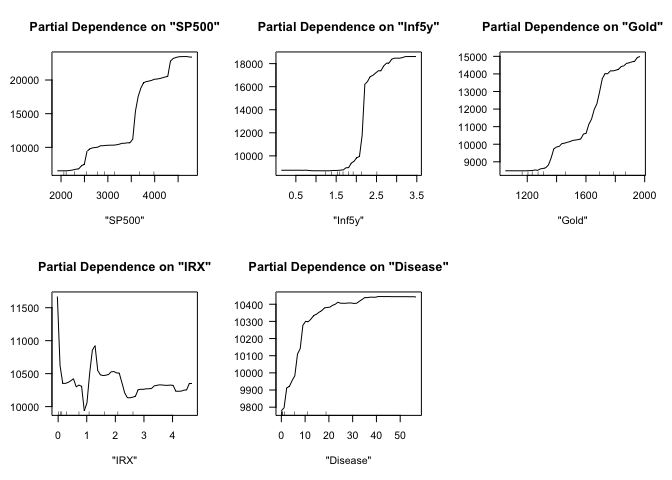 Partial Dependence on "SP500"
20000
15000
10000
2000 3000 4000
"SP500"
Partial Dependence on "Inf5y"
18000
16000
14000
12000
10000
0.5 1.5 2.5 3.5
"Inf5y"
Partial Dependence on "Gold"
15000
14000
13000
12000
11000
10000
9000
1200 1400 1600 1800 2000
"Gold"
Partial Dependence on "IRX"
11500
11000
10500
10000
0 1 2 3 4
"IRX"
Partial Dependence on "Disease"
10400
10300
10200
10100
10000
9900
9800
0 10 20 30 40 50
"Disease"